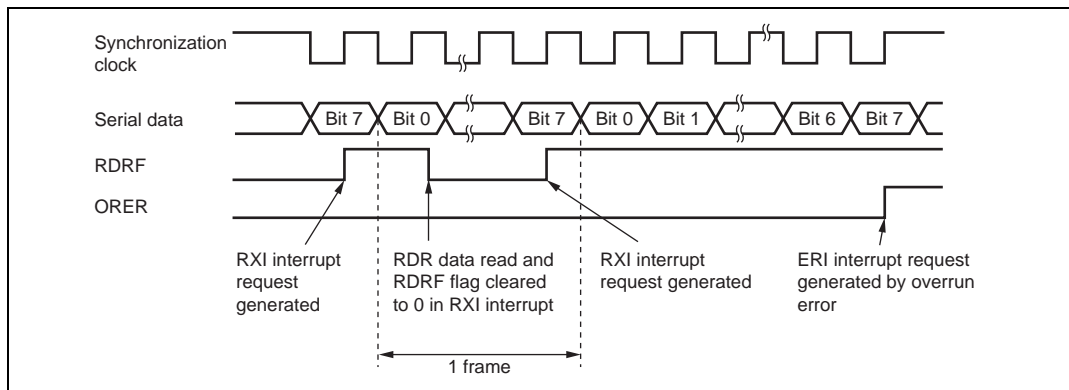 Synchronization
clock
Serial data
Bit 7
Bit 0
Bit 7
Bit 0
Bit 1
Bit 6
Bit 7
RDRF
ORER
RXI interrupt
request
generated
RDR data read and
RDRF flag cleared
to 0 in RXI interrupt
RXI interrupt
request generated
ERI interrupt request
generated by overrun
error
1 frame